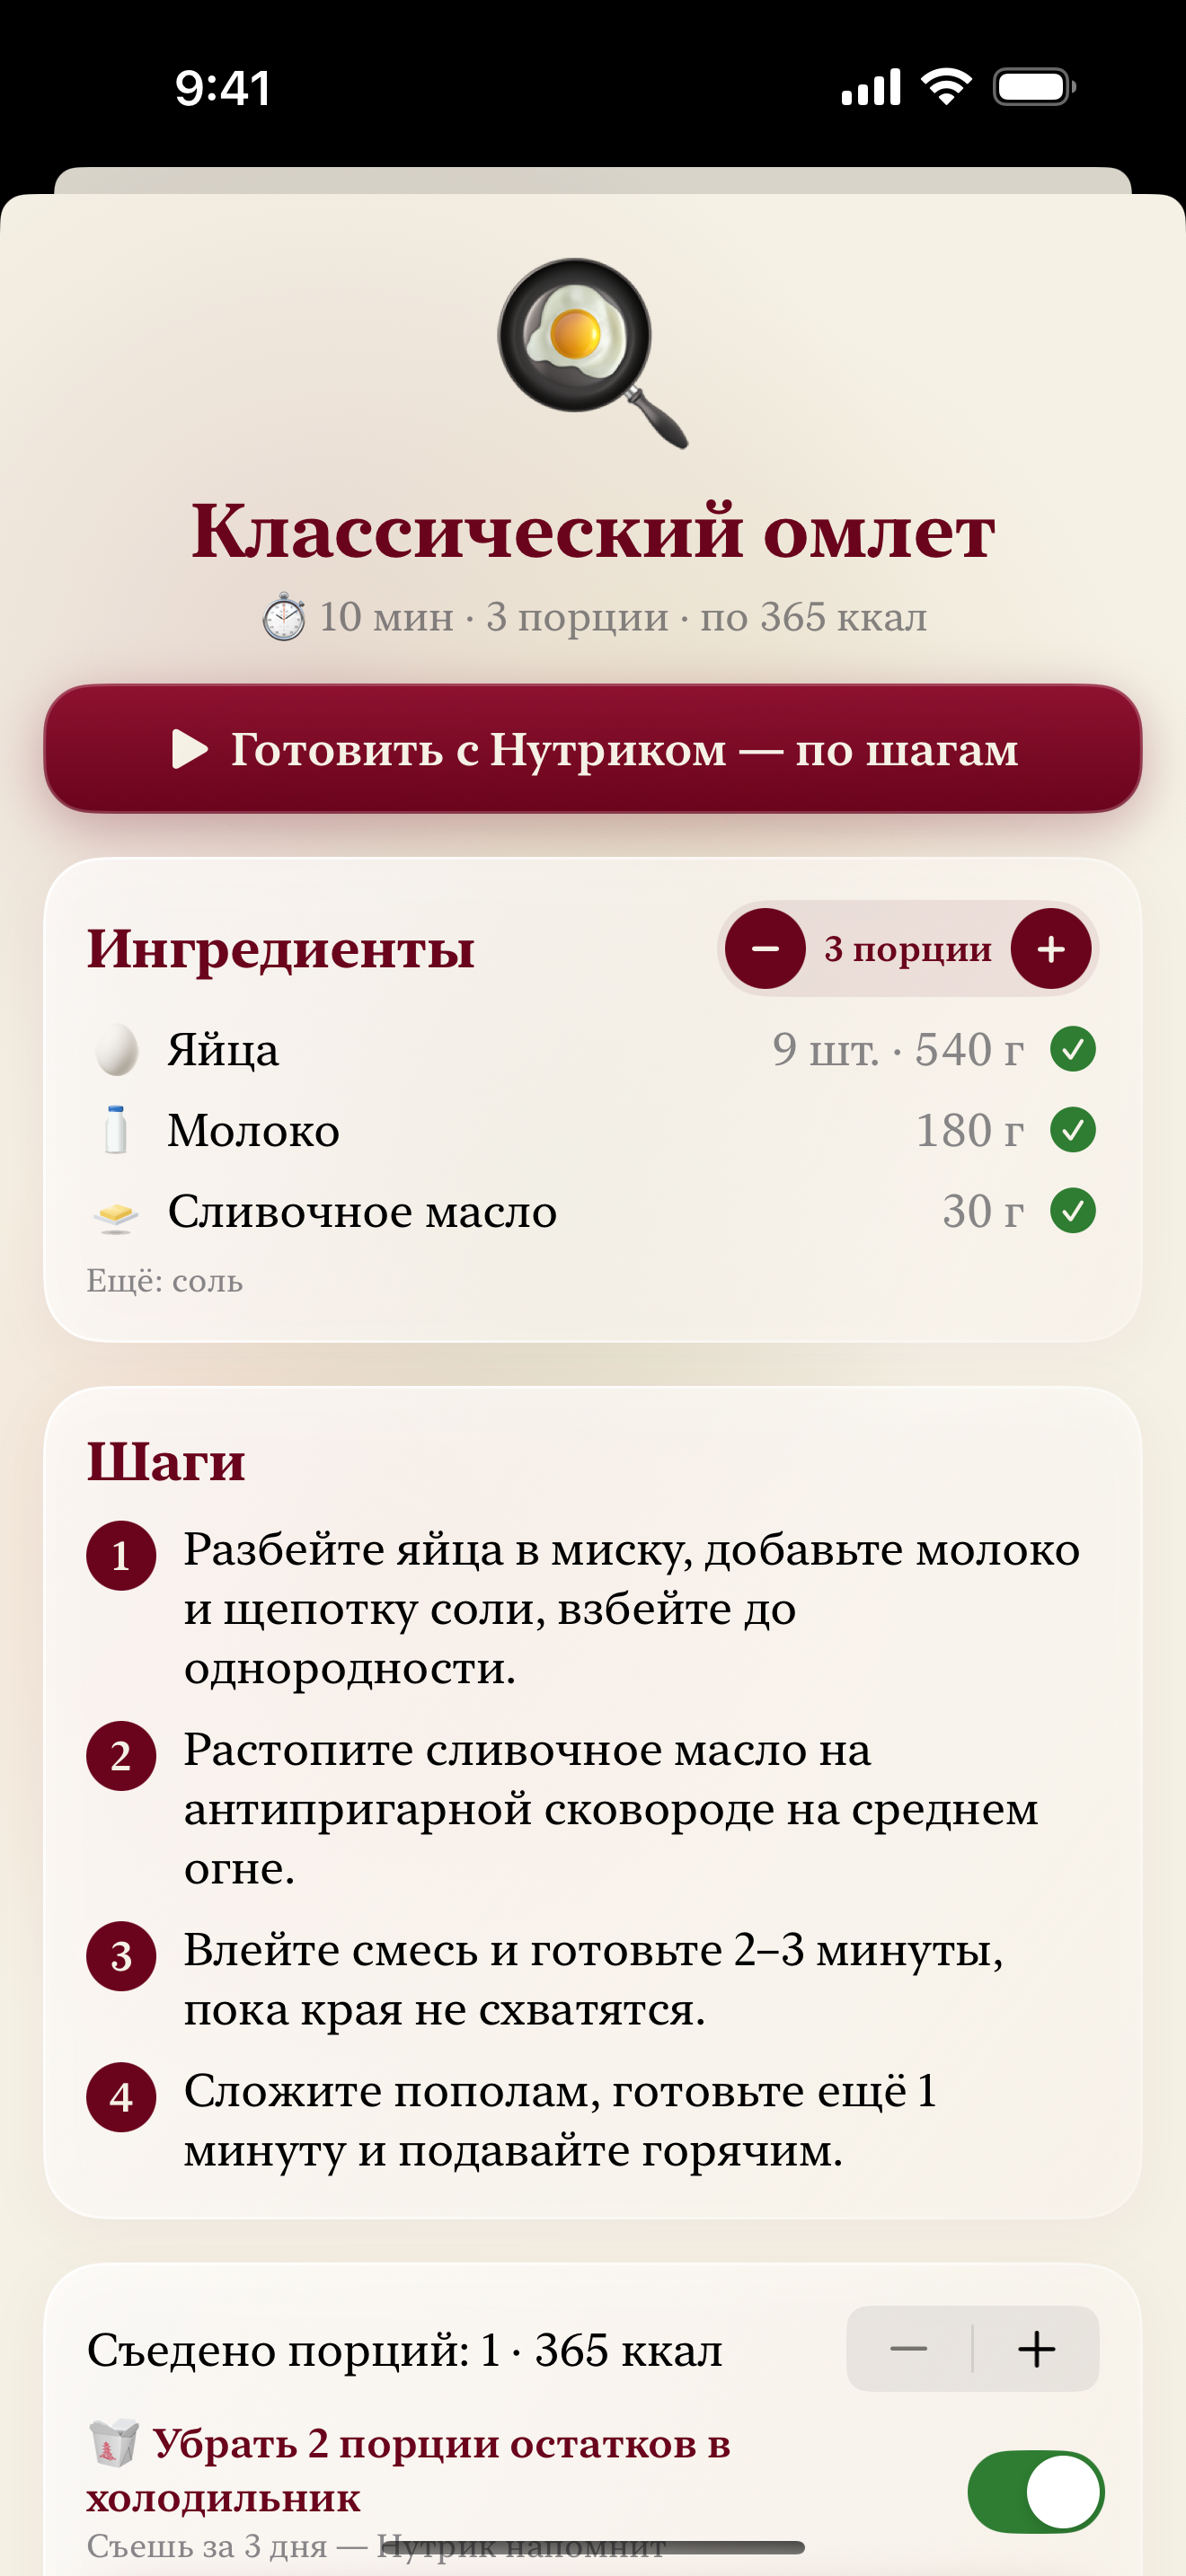 9:41
Классический омлет
10 мин · 3 порции · по 365 ккал
Готовить с Нутриком — по шагам
Ингредиенты
3 порции
Яйца 9 шт. · 540 г
Молоко 180 г
Сливочное масло 30 г
Ещё: соль
Шаги
1 Разбейте яйца в миску, добавьте молоко
и щепотку соли, взбейте до
однородности.
2 Растопите сливочное масло на
антипригарной сковороде на среднем
огне.
3 Влейте смесь и готовьте 2–3 минуты,
пока края не схватятся.
4 Сложите пополам, готовьте ещё 1
минуту и подавайте горячим.
Съедено порций: 1 · 365 ккал
Убрать 2 порции остатков в
холодильник
Съешь за 3 дня — Нутрик напомнит